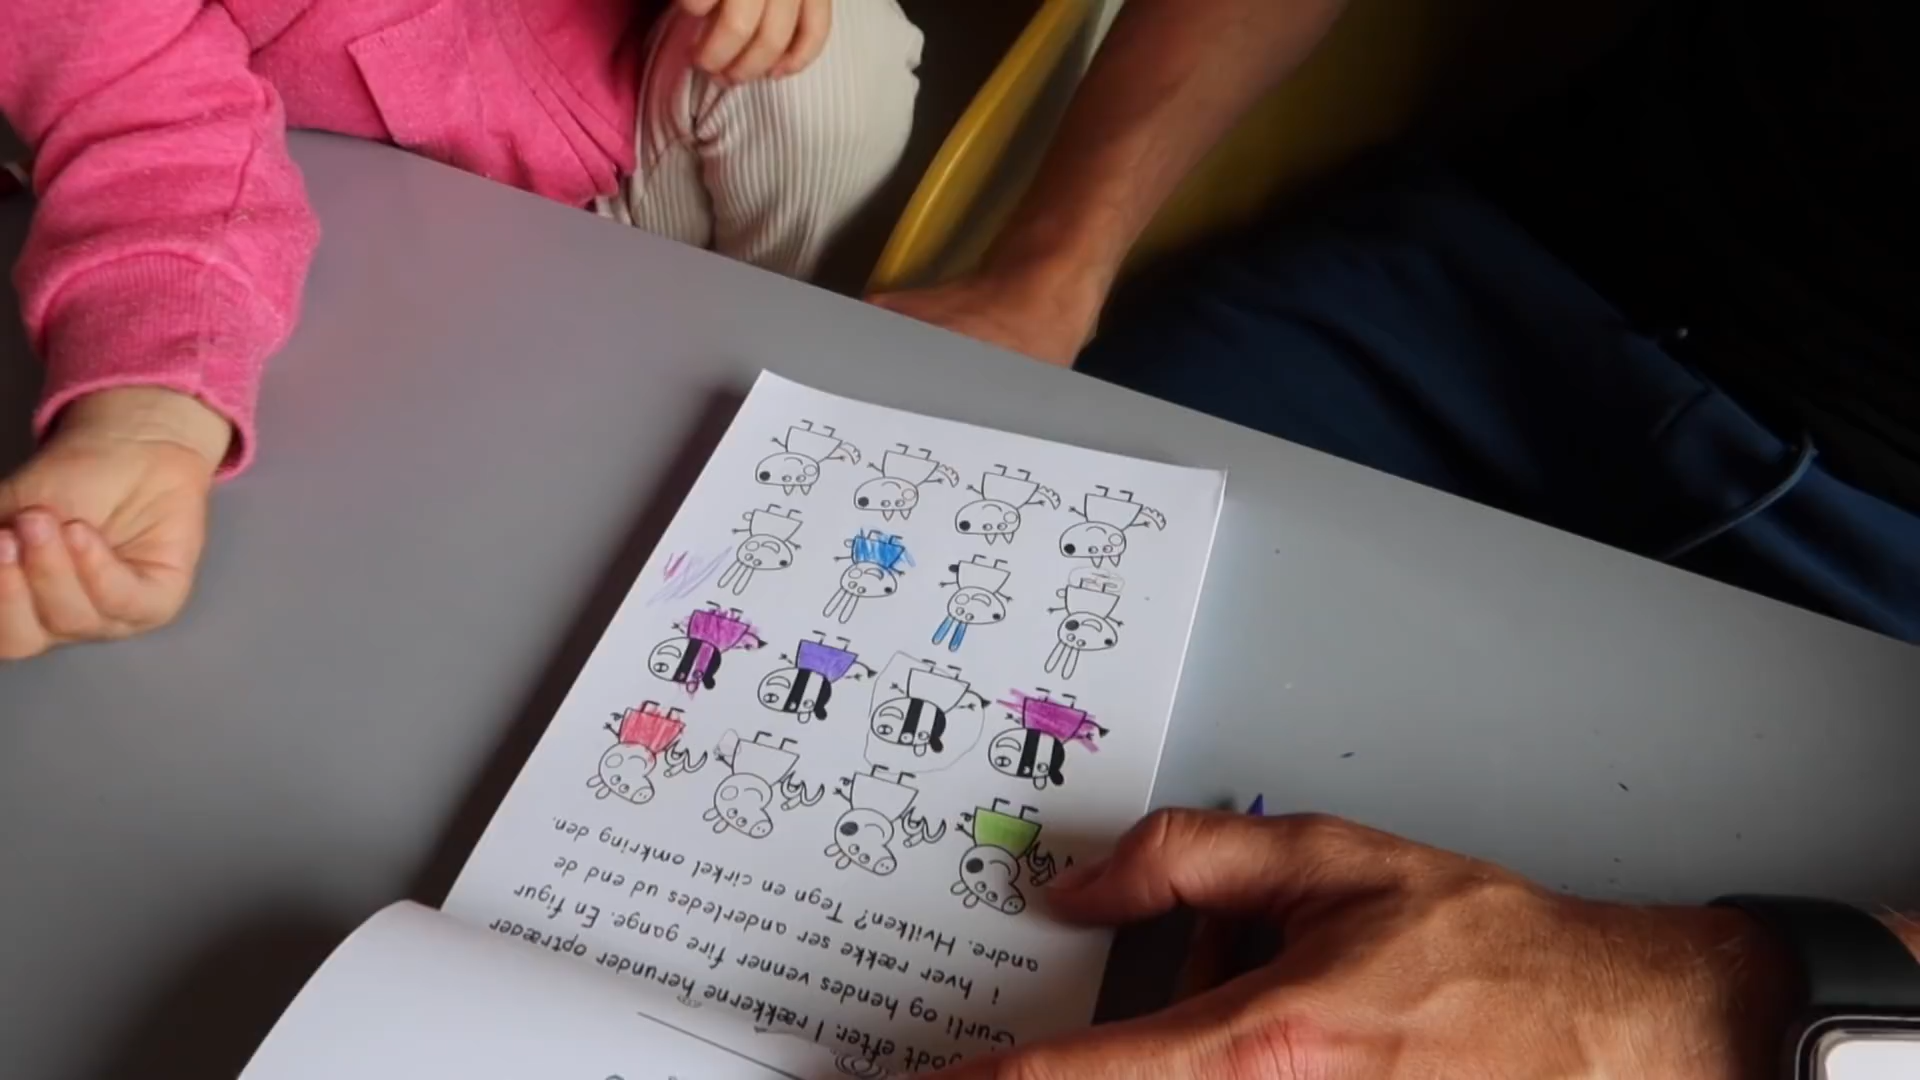 godt efter. I rækkerne herunder optræder
Gurli og hendes venner fire gange. En figur
i hver række ser anderledes ud end de
andre. Hvilken? Tegn en cirkel omkring den.